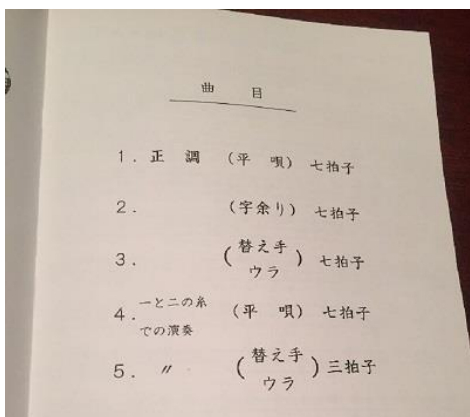 曲 目
1. 正 調 (平 唄) 七拍子
2. (字余り) 七拍子
3. (替え手 ウラ) 七拍子
4. 一と二の糸での演奏 (平 唄) 七拍子
5. 〃 (替え手 ウラ) 三拍子